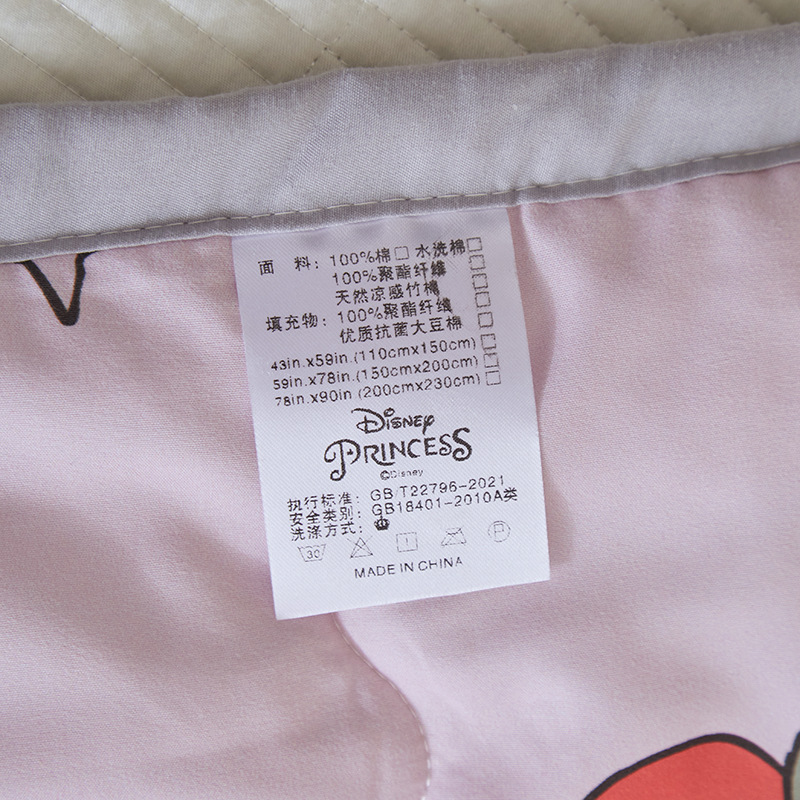 面 料：100%棉□ 水洗棉□
100%聚酯纤维 □
天然凉感竹棉 □
填充物：100%聚酯纤维 □
优质抗菌大豆棉 □
43in.x59in.(110cmx150cm)□
59in.x78in.(150cmx200cm)□
78in.x90in.(200cmx230cm)□
Disney
PRINCESS
©Disney
执行标准：GB/T22796-2021
安全类别：GB18401-2010A类
洗涤方式：
30
P
MADE IN CHINA